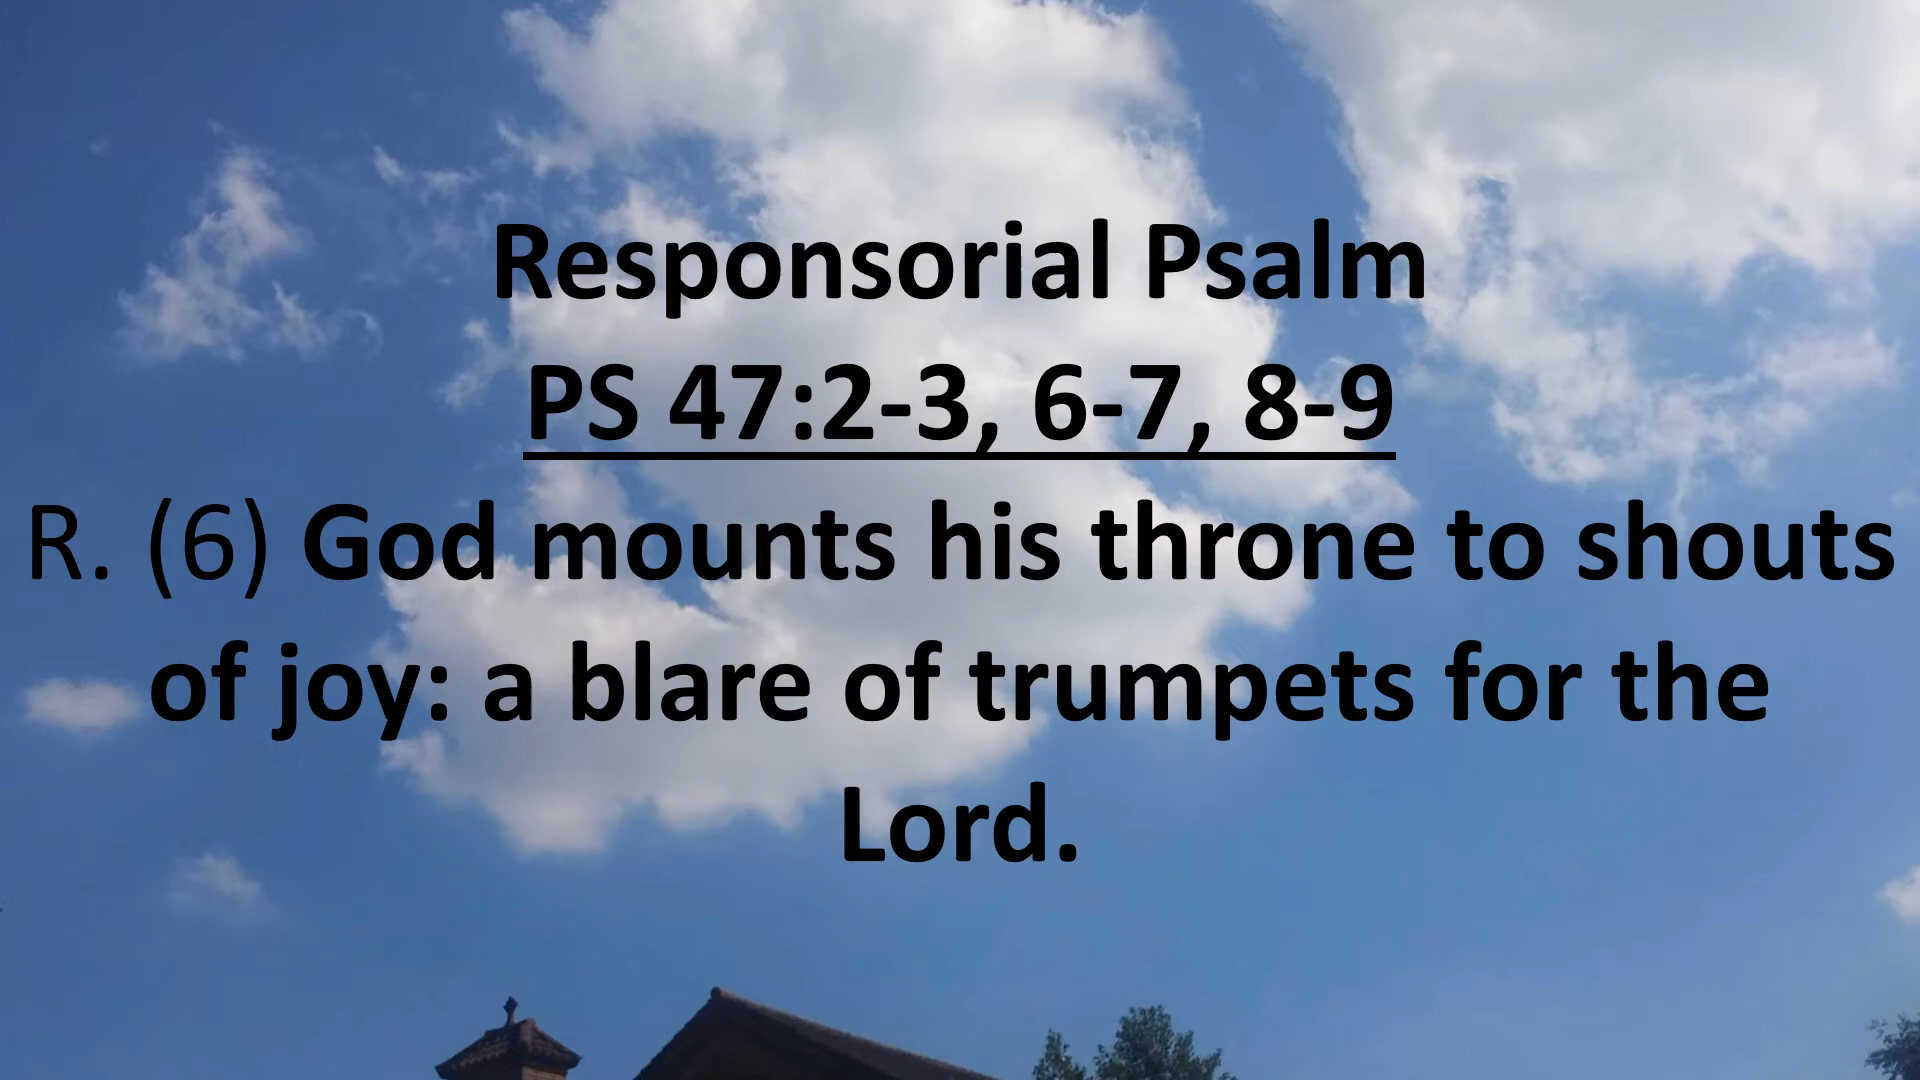 Responsorial Psalm
PS 47:2-3, 6-7, 8-9
R. (6) God mounts his throne to shouts
of joy: a blare of trumpets for the
Lord.